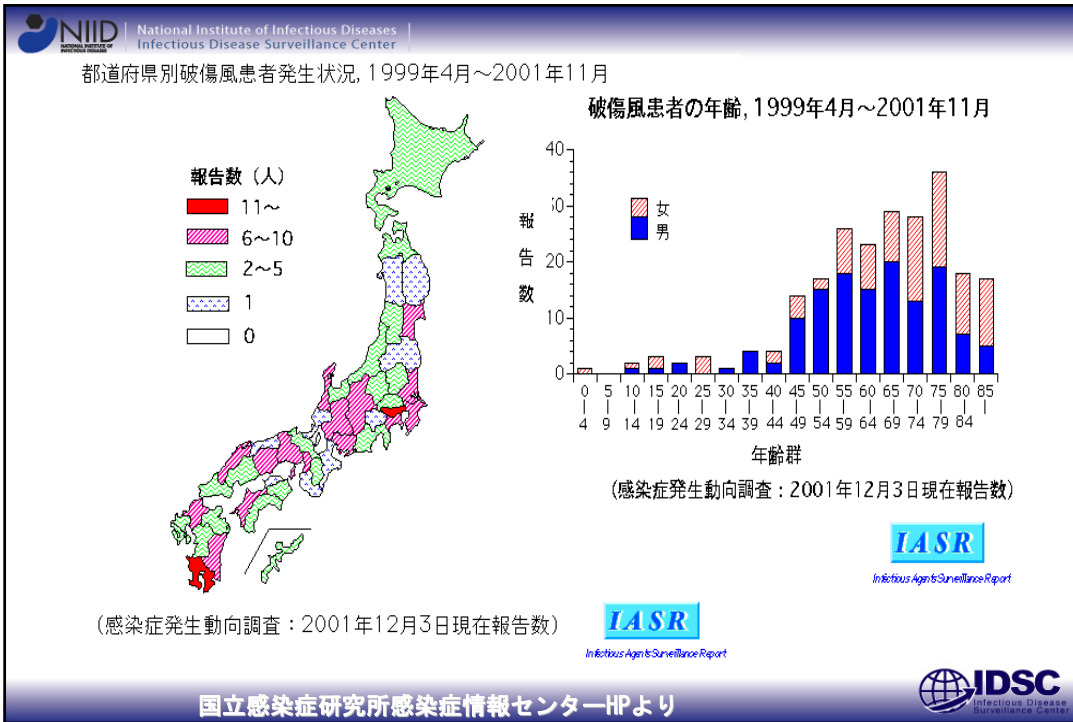 NIID
NATIONAL INSTITUTE OF INFECTIOUS DISEASES
National Institute of Infectious Diseases
Infectious Disease Surveillance Center
都道府県別破傷風患者発生状況, 1999年4月～2001年11月
報告数（人）
11～
6～10
2～5
1
0
(感染症発生動向調査：2001年12月3日現在報告数)
IASR
Infectious Agents Surveillance Report
破傷風患者の年齢, 1999年4月～2001年11月
報告数
40
30
20
10
0
女
男
0 5 10 15 20 25 30 35 40 45 50 55 60 65 70 75 80 85
| | | | | | | | | | | | | | | | | |
4 9 14 19 24 29 34 39 44 49 54 59 64 69 74 79 84
年齢群
(感染症発生動向調査：2001年12月3日現在報告数)
IASR
Infectious Agents Surveillance Report
国立感染症研究所感染症情報センターHPより
IDSC
Infectious Disease
Surveillance Center